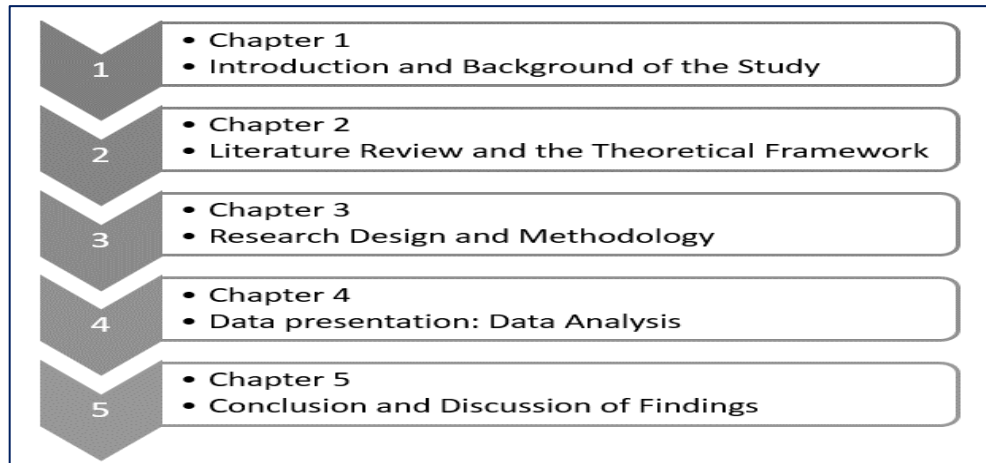 1
• Chapter 1
• Introduction and Background of the Study
2
• Chapter 2
• Literature Review and the Theoretical Framework
3
• Chapter 3
• Research Design and Methodology
4
• Chapter 4
• Data presentation: Data Analysis
5
• Chapter 5
• Conclusion and Discussion of Findings